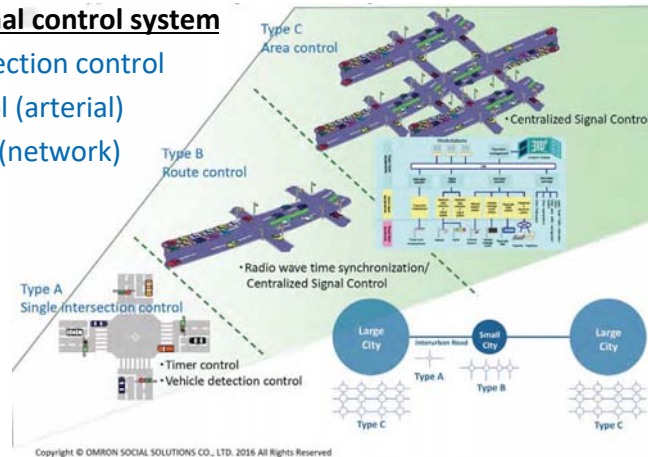 nal control system
ection control
l (arterial)
(network)
Type C
Area control
・Centralized Signal Control
Type B
Route control
・Radio wave time synchronization/
Centralized Signal Control
Type A
Single Intersection control
・Timer control
・Vehicle detection control
Large
City
Interurban Road
Small
City
Large
City
Type A
Type B
Type C
Type C
Copyright © OMRON SOCIAL SOLUTIONS CO., LTD. 2016 All Rights Reserved